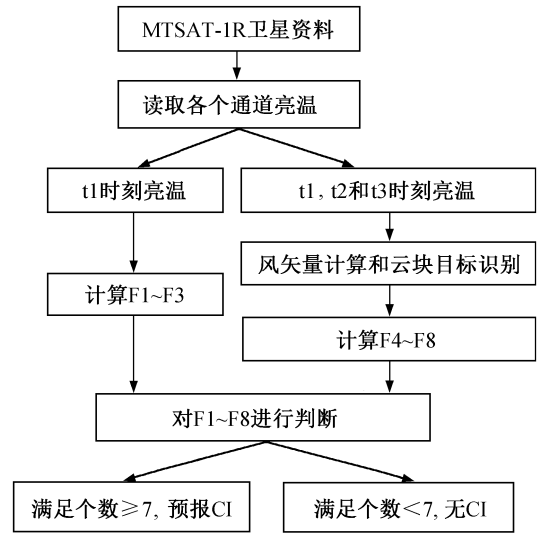 MTSAT-1R卫星资料
读取各个通道亮温
t1时刻亮温
t1, t2和t3时刻亮温
风矢量计算和云块目标识别
计算F1~F3
计算F4~F8
对F1~F8进行判断
满足个数≥7, 预报CI
满足个数<7, 无CI